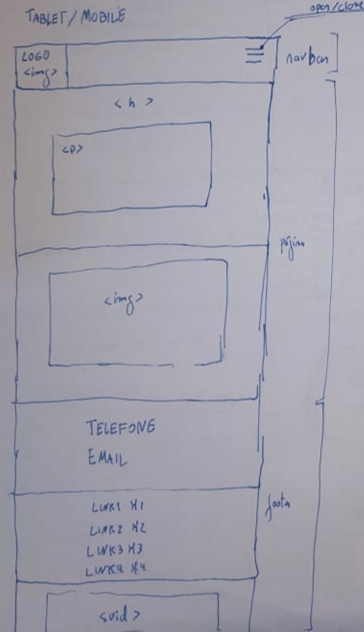 TABLET / MOBILE
open/close
LOGO
<img>
navbar
<h>
<p>
página
<img>
TELEFONE
EMAIL
LINK1 X1
LINK2 X2
LINK3 X3
LINK4 X4
footer
<vid>